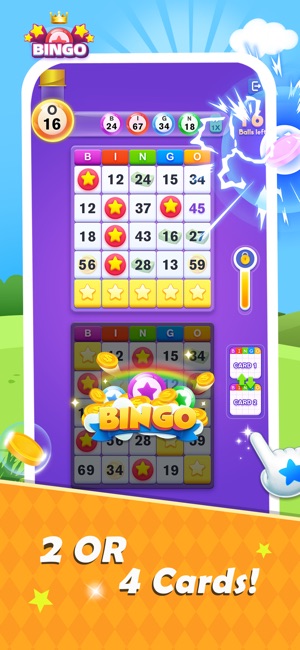 BINGO
O
16
B
24
I
67
G
34
N
18
1X
16
Balls left
B I N G O
12 24 15 34
12 37 45
18 43 16 27
56 28 13 59
B I N G O
12 15
BINGO
28
69 34 19
CARD 1
CARD 2
2 OR
4 Cards!